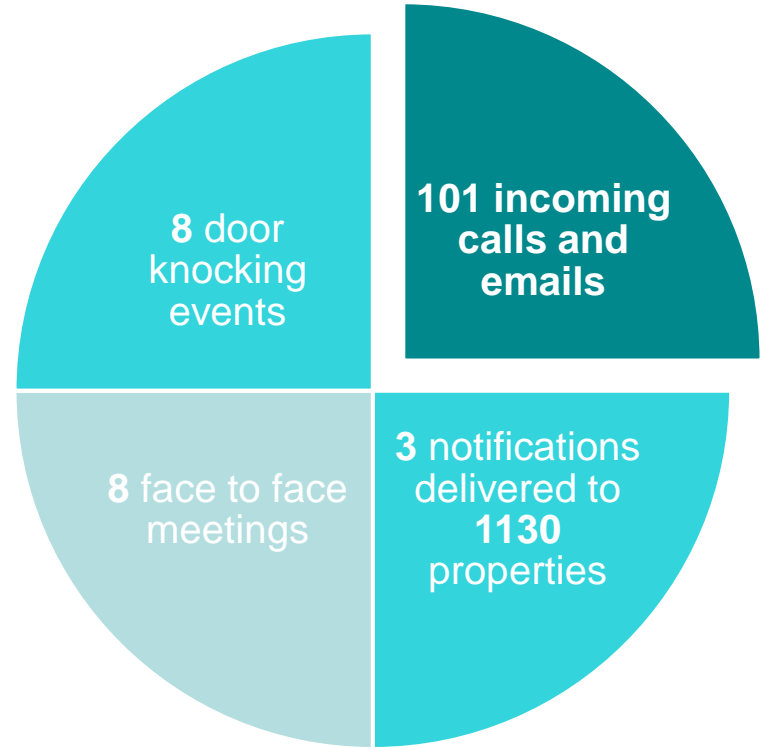 8 door
knocking
events
101 incoming
calls and
emails
8 face to face
meetings
3 notifications
delivered to
1130
properties